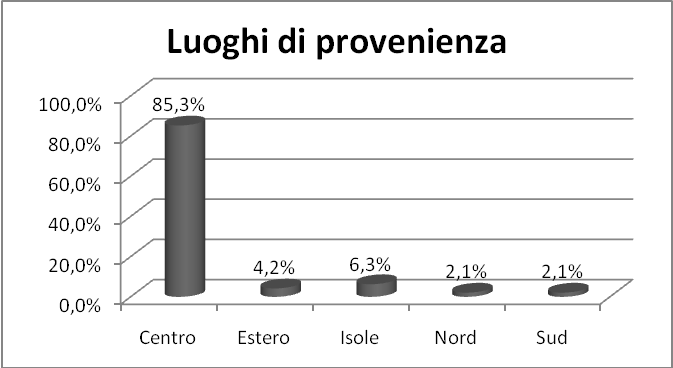 Luoghi di provenienza
100,0%
80,0%
60,0%
40,0%
20,0%
0,0%
85,3%
4,2%
6,3%
2,1%
2,1%
Centro
Estero
Isole
Nord
Sud